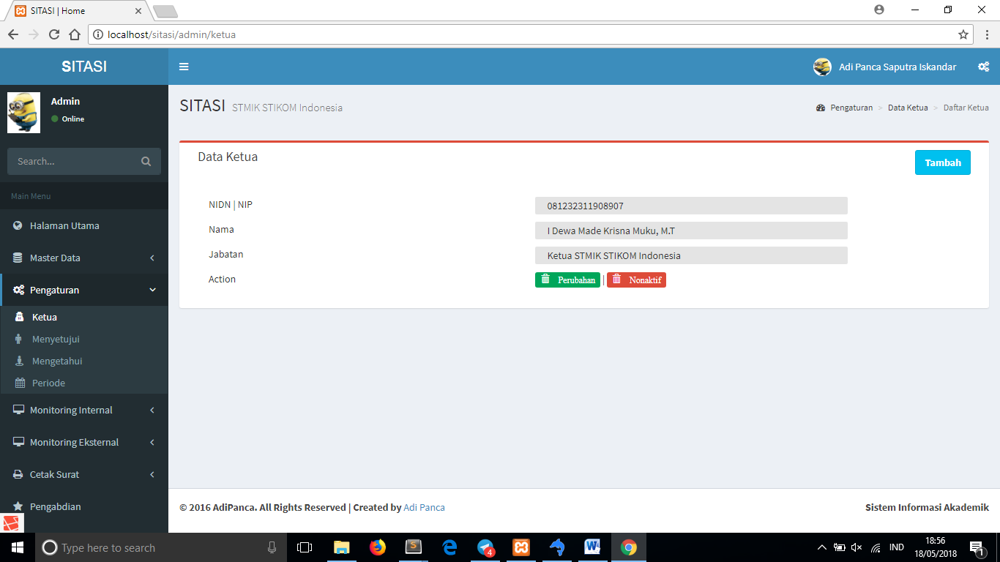 SITASI | Home
localhost/sitasi/admin/ketua
SITASI
Adi Panca Saputra Iskandar
Admin
Online
Search...
Main Menu
Halaman Utama
Master Data
Pengaturan
Ketua
Menyetujui
Mengetahui
Periode
Monitoring Internal
Monitoring Eksternal
Cetak Surat
Pengabdian
SITASI STMIK STIKOM Indonesia
Pengaturan > Data Ketua > Daftar Ketua
Data Ketua
Tambah
NIDN | NIP 081232311908907
Nama I Dewa Made Krisna Muku, M.T
Jabatan Ketua STMIK STIKOM Indonesia
Action Perubahan | Nonaktif
© 2016 AdiPanca. All Rights Reserved | Created by Adi Panca
Sistem Informasi Akademik
Type here to search
4
IND
18:56
18/05/2018
1